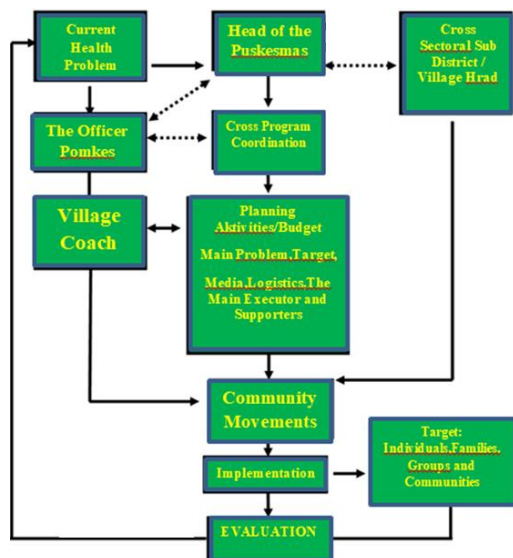 Current
Health
Problem
Head of the
Puskesmas
Cross
Sectoral Sub
District /
Village Hrad
The Officer
Pomkes
Cross Program
Coordination
Village
Coach
Planning
Aktivities/Budget
Main Problem,Target,
Media,Logistics,The
Main Executor and
Supporters
Community
Movements
Target:
Individuals,Families,
Groups and
Communities
Implementation
EVALUATION